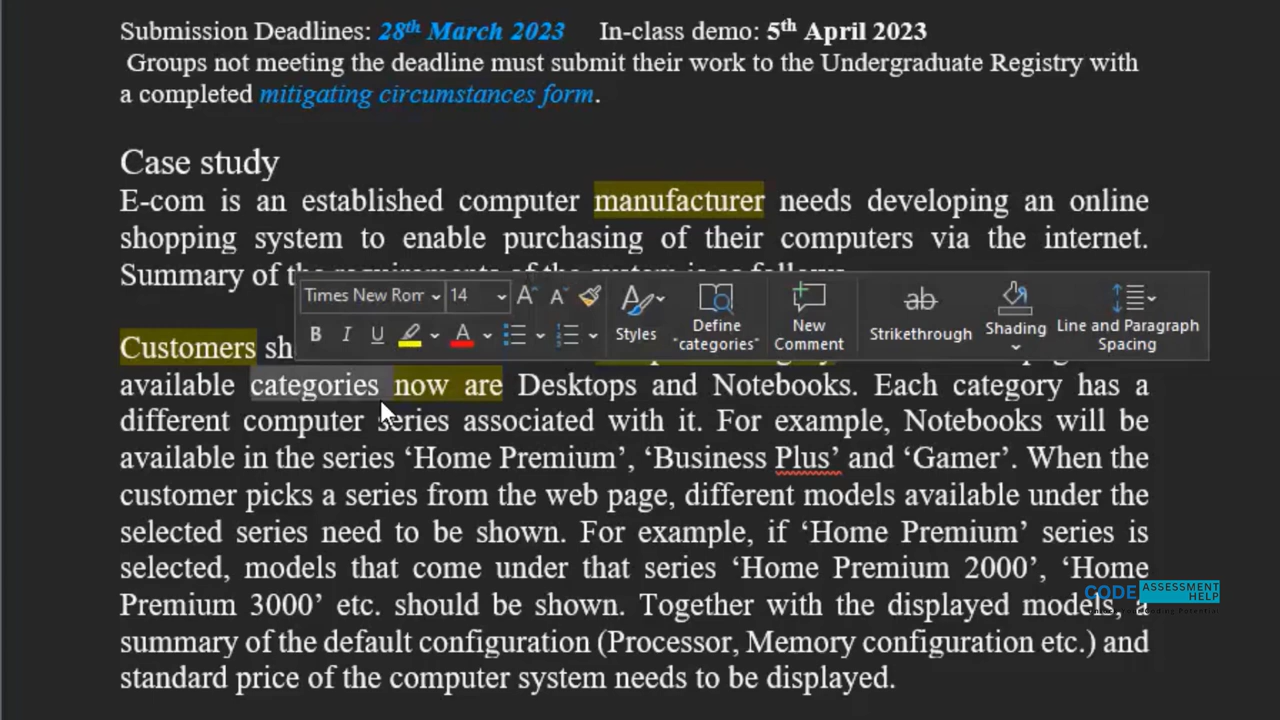 Submission Deadlines: 28th March 2023 In-class demo: 5th April 2023
Groups not meeting the deadline must submit their work to the Undergraduate Registry with
a completed mitigating circumstances form.
Case study
E-com is an established computer manufacturer needs developing an online
shopping system to enable purchasing of their computers via the internet.
Summary of the requirements of the system is as follows
Times New Rom 14
Styles
Define "categories"
New Comment
Strikethrough
Shading
Line and Paragraph Spacing
B I U A
Customers
available categories now are Desktops and Notebooks. Each category has a
different computer series associated with it. For example, Notebooks will be
available in the series ‘Home Premium’, ‘Business Plus’ and ‘Gamer’. When the
customer picks a series from the web page, different models available under the
selected series need to be shown. For example, if ‘Home Premium’ series is
selected, models that come under that series ‘Home Premium 2000’, ‘Home
Premium 3000’ etc. should be shown. Together with the displayed models, a
summary of the default configuration (Processor, Memory configuration etc.) and
standard price of the computer system needs to be displayed.
CODE ASSESSMENT HELP